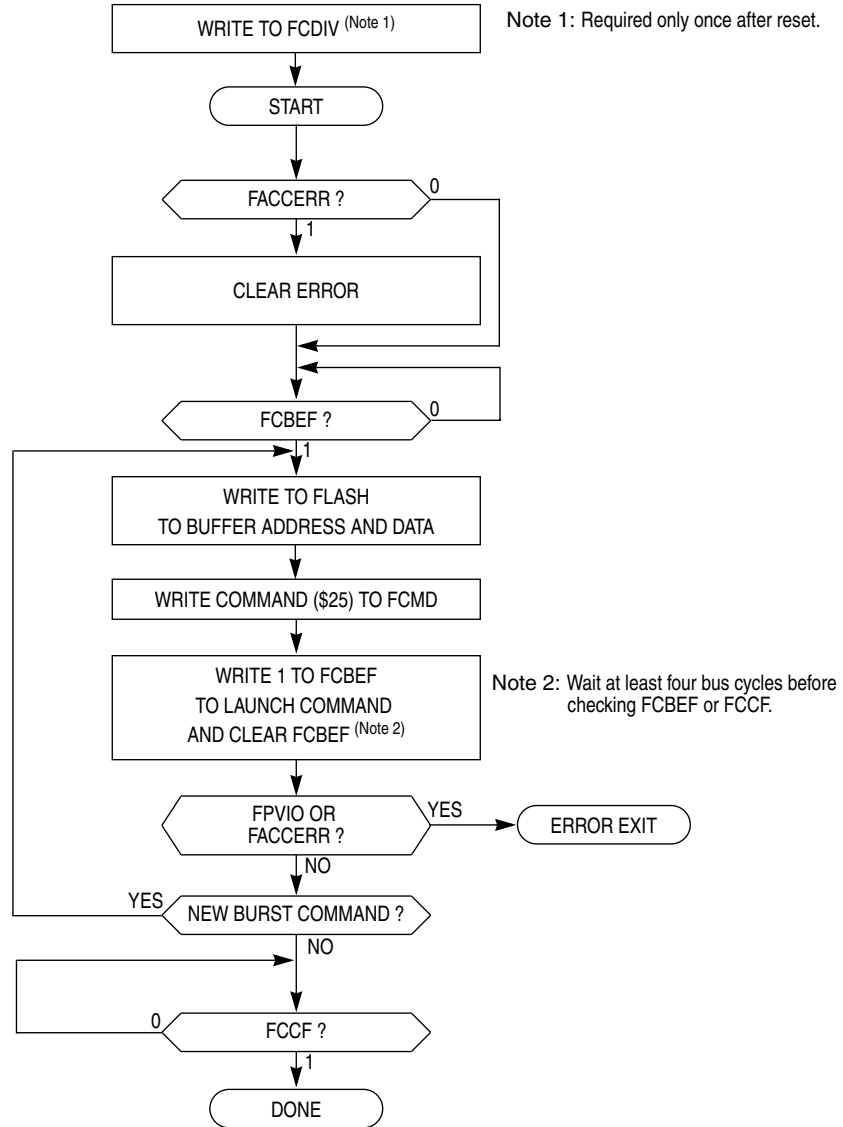 WRITE TO FCDIV (Note 1)
Note 1: Required only once after reset.
START
FACCERR ?
0
1
CLEAR ERROR
FCBEF ?
0
1
WRITE TO FLASH
TO BUFFER ADDRESS AND DATA
WRITE COMMAND ($25) TO FCMD
WRITE 1 TO FCBEF
TO LAUNCH COMMAND
AND CLEAR FCBEF (Note 2)
Note 2: Wait at least four bus cycles before
checking FCBEF or FCCF.
FPVIO OR
FACCERR ?
YES
ERROR EXIT
NO
YES
NEW BURST COMMAND ?
NO
0
FCCF ?
1
DONE